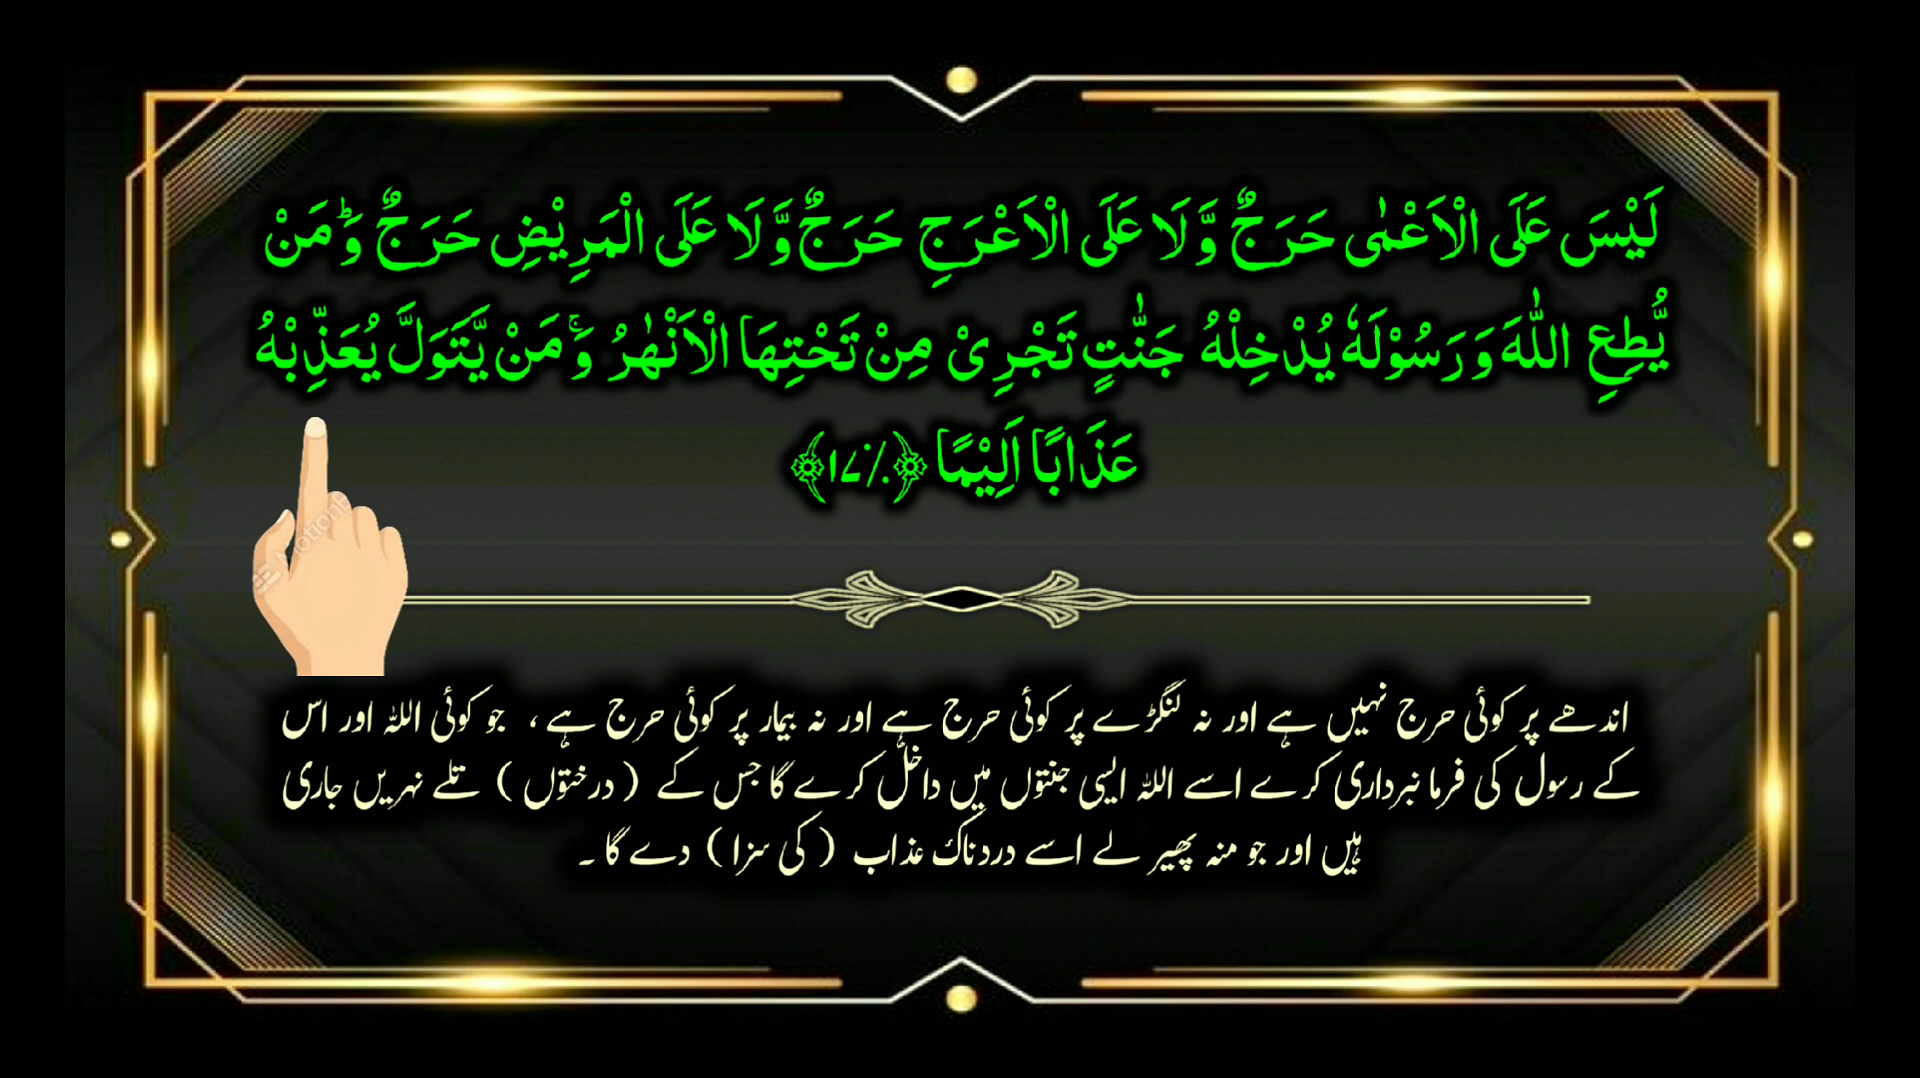 لَيْسَ عَلَى الْاَعْمٰى حَرَجٌ وَّ لَا عَلَى الْاَعْرَجِ حَرَجٌ وَّ لَا عَلَى الْمَرِيْضِ حَرَجٌ ؕ وَ مَنْ
يُّطِعِ اللّٰهَ وَ رَسُوْلَهٗ يُدْخِلْهُ جَنّٰتٍ تَجْرِىْ مِنْ تَحْتِهَا الْاَنْهٰرُ ۚ وَ مَنْ يَّتَوَلَّ يُعَذِّبْهُ
عَذَابًا اَلِيْمًا ﴿٪۱۷﴾
اندھے پر کوئی حرج نہیں ہے اور نہ لنگڑے پر کوئی حرج ہے اور نہ بیمار پر کوئی حرج ہے ، جو کوئی اللہ اور اس
کے رسول کی فرما نبرداری کرے اسے اللہ ایسی جنتوں میں داخل کرے گا جس کے ( درختوں ) تلے نہریں جاری
ہیں اور جو منہ پھیر لے اسے دردناک عذاب ( کی سزا ) دے گا ۔